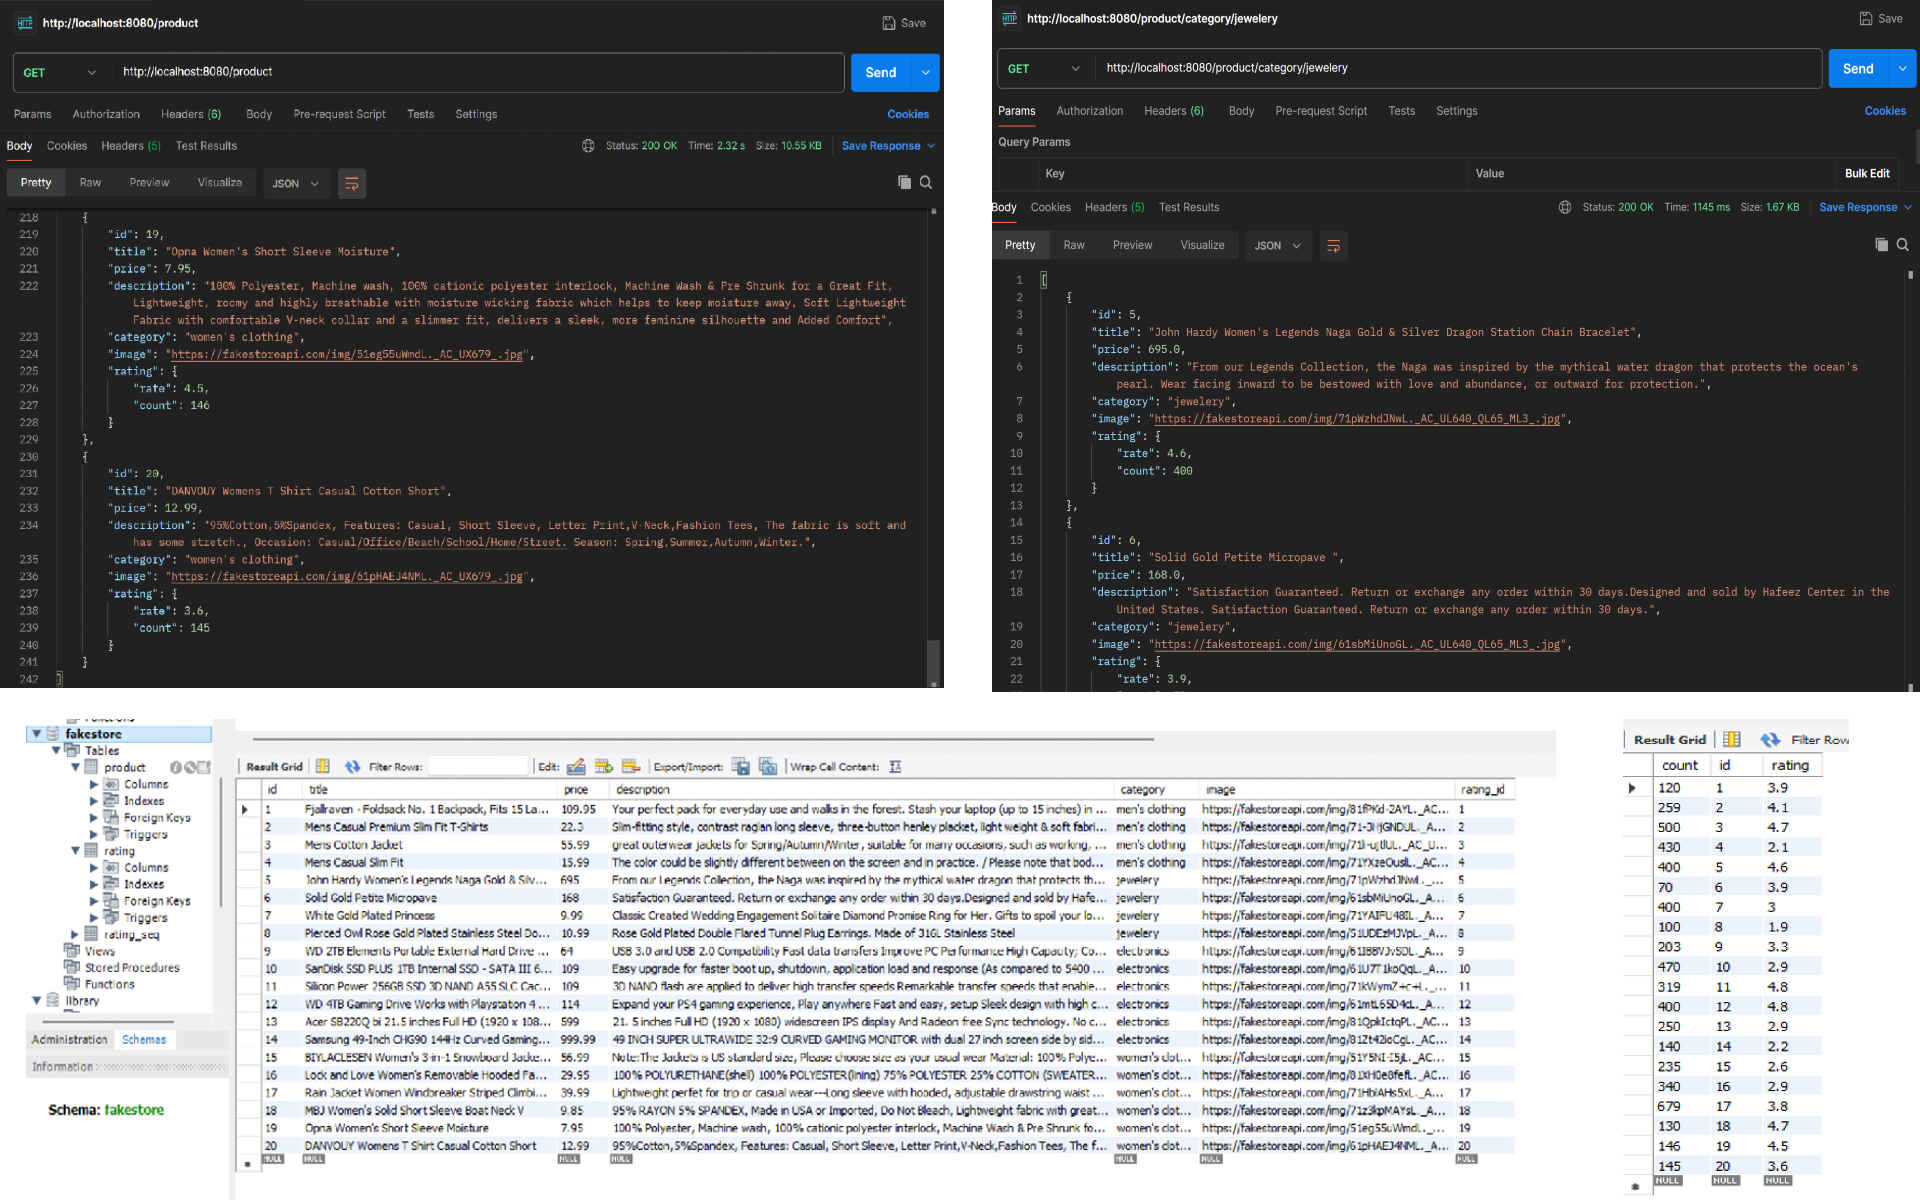 http://localhost:8080/product
Save
GET
http://localhost:8080/product
Send
Params Authorization Headers (6) Body Pre-request Script Tests Settings
Cookies
Body Cookies Headers (5) Test Results
Status: 200 OK Time: 2.32 s Size: 10.55 KB Save Response
Pretty Raw Preview Visualize JSON
218 {
219 "id": 19,
220 "title": "Opna Women's Short Sleeve Moisture",
221 "price": 7.95,
222 "description": "100% Polyester, Machine wash, 100% cationic polyester interlock, Machine Wash & Pre Shrunk for a Great Fit,
Lightweight, roomy and highly breathable with moisture wicking fabric which helps to keep moisture away, Soft Lightweight
Fabric with comfortable V-neck collar and a slimmer fit, delivers a sleek, more feminine silhouette and Added Comfort",
223 "category": "women's clothing",
224 "image": "https://fakestoreapi.com/img/51eg55uWmdL._AC_UX679_.jpg",
225 "rating": {
226 "rate": 4.5,
227 "count": 146
228 }
229 },
230 {
231 "id": 20,
232 "title": "DANVOUY Womens T Shirt Casual Cotton Short",
233 "price": 12.99,
234 "description": "95%Cotton,5%Spandex, Features: Casual, Short Sleeve, Letter Print,V-Neck,Fashion Tees, The fabric is soft and
has some stretch., Occasion: Casual/Office/Beach/School/Home/Street. Season: Spring,Summer,Autumn,Winter.",
235 "category": "women's clothing",
236 "image": "https://fakestoreapi.com/img/61pHAEJ4NML._AC_UX679_.jpg",
237 "rating": {
238 "rate": 3.6,
239 "count": 145
240 }
241 }
242 ]
http://localhost:8080/product/category/jewelery
Save
GET
http://localhost:8080/product/category/jewelery
Send
Params Authorization Headers (6) Body Pre-request Script Tests Settings
Cookies
Query Params
Key Value Bulk Edit
Body Cookies Headers (5) Test Results
Status: 200 OK Time: 1145 ms Size: 1.67 KB Save Response
Pretty Raw Preview Visualize JSON
1 [
2 {
3 "id": 5,
4 "title": "John Hardy Women's Legends Naga Gold & Silver Dragon Station Chain Bracelet",
5 "price": 695.0,
6 "description": "From our Legends Collection, the Naga was inspired by the mythical water dragon that protects the ocean's
pearl. Wear facing inward to be bestowed with love and abundance, or outward for protection.",
7 "category": "jewelery",
8 "image": "https://fakestoreapi.com/img/71pWzhdJNwL._AC_UL640_QL65_ML3_.jpg",
9 "rating": {
10 "rate": 4.6,
11 "count": 400
12 }
13 },
14 {
15 "id": 6,
16 "title": "Solid Gold Petite Micropave ",
17 "price": 168.0,
18 "description": "Satisfaction Guaranteed. Return or exchange any order within 30 days.Designed and sold by Hafeez Center in the
United States. Satisfaction Guaranteed. Return or exchange any order within 30 days.",
19 "category": "jewelery",
20 "image": "https://fakestoreapi.com/img/61sbMiUnoGL._AC_UL640_QL65_ML3_.jpg",
21 "rating": {
22 "rate": 3.9,
fakestore
Tables
product
Columns
Indexes
Foreign Keys
Triggers
rating
Columns
Indexes
Foreign Keys
Triggers
rating_seq
Views
Stored Procedures
Functions
library
Administration Schemas
Information
Schema: fakestore
Result Grid Filter Rows: Edit: Export/Import: Wrap Cell Content:
id title price description category image rating_id
1 Fjallraven - Foldsack No. 1 Backpack, Fits 15 La... 109.95 Your perfect pack for everyday use and walks in the forest. Stash your laptop (up to 15 inches) in ... men's clothing https://fakestoreapi.com/img/81fPKd-2AYL._AC... 1
2 Mens Casual Premium Slim Fit T-Shirts 22.3 Slim-fitting style, contrast raglan long sleeve, three-button henley placket, light weight & soft fabri... men's clothing https://fakestoreapi.com/img/71-3HjGNDUL._A... 2
3 Mens Cotton Jacket 55.99 great outerwear jackets for Spring/Autumn/Winter, suitable for many occasions, such as working, ... men's clothing https://fakestoreapi.com/img/71li-ujtlUL._AC_U... 3
4 Mens Casual Slim Fit 15.99 The color could be slightly different between on the screen and in practice. / Please note that bod... men's clothing https://fakestoreapi.com/img/71YXzeOuslL._AC... 4
5 John Hardy Women's Legends Naga Gold & Silv... 695 From our Legends Collection, the Naga was inspired by the mythical water dragon that protects th... jewelery https://fakestoreapi.com/img/71pWzhdJNwL._... 5
6 Solid Gold Petite Micropave 168 Satisfaction Guaranteed. Return or exchange any order within 30 days.Designed and sold by Hafe... jewelery https://fakestoreapi.com/img/61sbMiUnoGL._A... 6
7 White Gold Plated Princess 9.99 Classic Created Wedding Engagement Solitaire Diamond Promise Ring for Her. Gifts to spoil your lo... jewelery https://fakestoreapi.com/img/71YAIFU48IL._A... 7
8 Pierced Owl Rose Gold Plated Stainless Steel Do... 10.99 Rose Gold Plated Double Flared Tunnel Plug Earrings. Made of 316L Stainless Steel jewelery https://fakestoreapi.com/img/51UDEzMJVpL._A... 8
9 WD 2TB Elements Portable External Hard Drive ... 64 USB 3.0 and USB 2.0 Compatibility Fast data transfers Improve PC Performance High Capacity; Co... electronics https://fakestoreapi.com/img/61IBBVJvSDL._A... 9
10 SanDisk SSD PLUS 1TB Internal SSD - SATA III 6... 109 Easy upgrade for faster boot up, shutdown, application load and response (As compared to 5400 ... electronics https://fakestoreapi.com/img/61U7T1koQqL._A... 10
11 Silicon Power 256GB SSD 3D NAND A55 SLC Cac... 109 3D NAND flash are applied to deliver high transfer speeds Remarkable transfer speeds that enable... electronics https://fakestoreapi.com/img/71kWymZ+c+L._... 11
12 WD 4TB Gaming Drive Works with Playstation 4 ... 114 Expand your PS4 gaming experience, Play anywhere Fast and easy, setup Sleek design with high c... electronics https://fakestoreapi.com/img/61mtL65D4cL._A... 12
13 Acer SB220Q bi 21.5 inches Full HD (1920 x 108... 599 21. 5 inches Full HD (1920 x 1080) widescreen IPS display And Radeon free Sync technology. No c... electronics https://fakestoreapi.com/img/81QpkIctqPL._AC... 13
14 Samsung 49-Inch CHG90 144Hz Curved Gaming... 999.99 49 INCH SUPER ULTRAWIDE 32:9 CURVED GAMING MONITOR with dual 27 inch screen side by sid... electronics https://fakestoreapi.com/img/81Zt42ioCgL._AC... 14
15 BIYLACLESEN Women's 3-in-1 Snowboard Jacke... 56.99 Note:The Jackets is US standard size, Please choose size as your usual wear Material: 100% Polye... women's clot... https://fakestoreapi.com/img/51Y5NI-I5jL._AC... 15
16 Lock and Love Women's Removable Hooded Fa... 29.95 100% POLYURETHANE(shell) 100% POLYESTER(lining) 75% POLYESTER 25% COTTON (SWEATER... women's clot... https://fakestoreapi.com/img/81XH0e8fefL._AC... 16
17 Rain Jacket Women Windbreaker Striped Climbi... 39.99 Lightweight perfet for trip or casual wear---Long sleeve with hooded, adjustable drawstring waist ... women's clot... https://fakestoreapi.com/img/71HblAHs5xL._A... 17
18 MBJ Women's Solid Short Sleeve Boat Neck V 9.85 95% RAYON 5% SPANDEX, Made in USA or Imported, Do Not Bleach, Lightweight fabric with great... women's clot... https://fakestoreapi.com/img/71z3kpMAYsL._A... 18
19 Opna Women's Short Sleeve Moisture 7.95 100% Polyester, Machine wash, 100% cationic polyester interlock, Machine Wash & Pre Shrunk fo... women's clot... https://fakestoreapi.com/img/51eg55uWmdL._... 19
20 DANVOUY Womens T Shirt Casual Cotton Short 12.99 95%Cotton,5%Spandex, Features: Casual, Short Sleeve, Letter Print,V-Neck,Fashion Tees, The f... women's clot... https://fakestoreapi.com/img/61pHAEJ4NML._A... 20
NULL NULL NULL NULL NULL NULL NULL
Result Grid Filter Row
count id rating
120 1 3.9
259 2 4.1
500 3 4.7
430 4 2.1
400 5 4.6
70 6 3.9
400 7 3
100 8 1.9
203 9 3.3
470 10 2.9
319 11 4.8
400 12 4.8
250 13 2.9
140 14 2.2
235 15 2.6
340 16 2.9
679 17 3.8
130 18 4.7
146 19 4.5
145 20 3.6
NULL NULL NULL